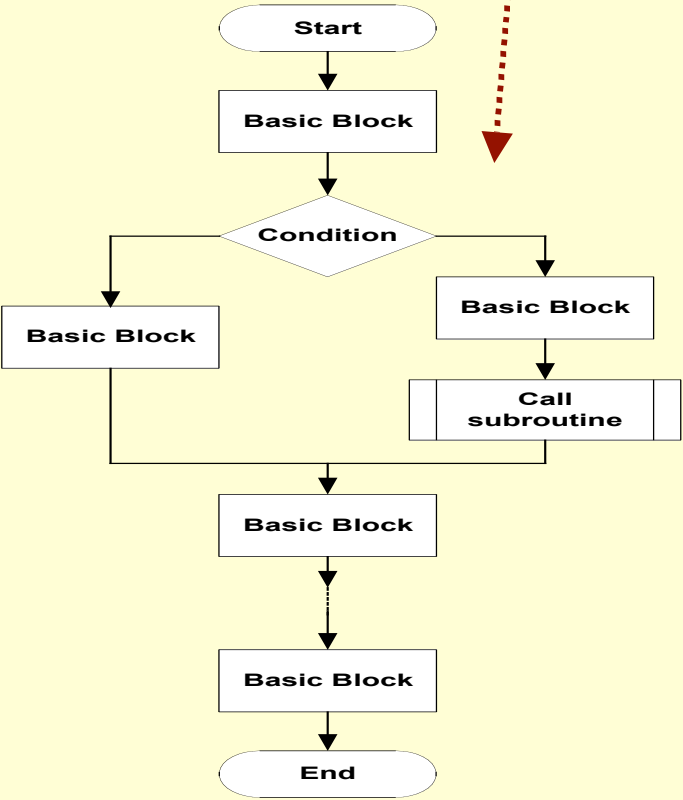 Start
Basic Block
Condition
Basic Block
Basic Block
Call
subroutine
Basic Block
Basic Block
End